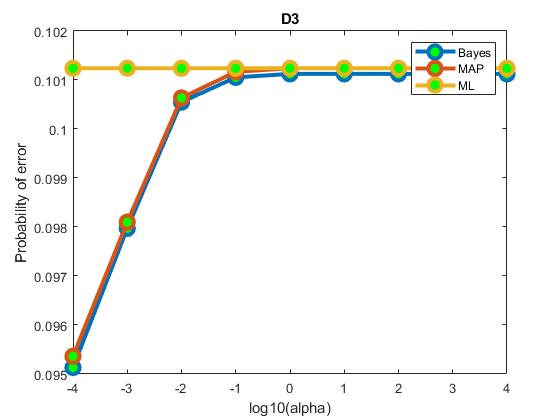 D3
0.102
0.101
0.1
0.099
0.098
0.097
0.096
0.095
Probability of error
-4 -3 -2 -1 0 1 2 3 4
log10(alpha)
Bayes
MAP
ML